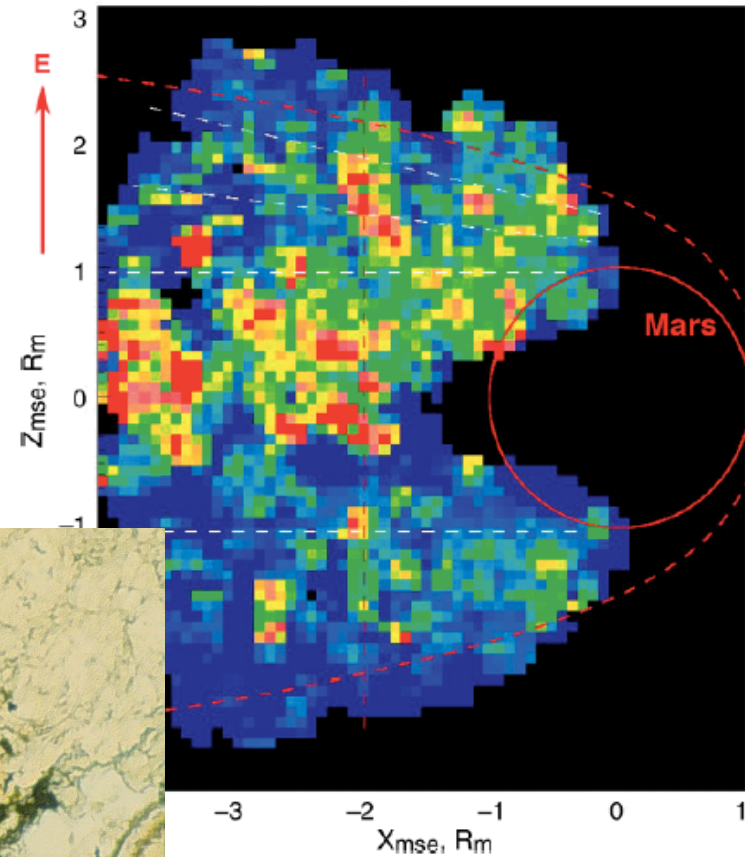 3
E
2
1
Mars
0
Zmse, Rm
–1
–3 –2 –1 0 1
Xmse, Rm